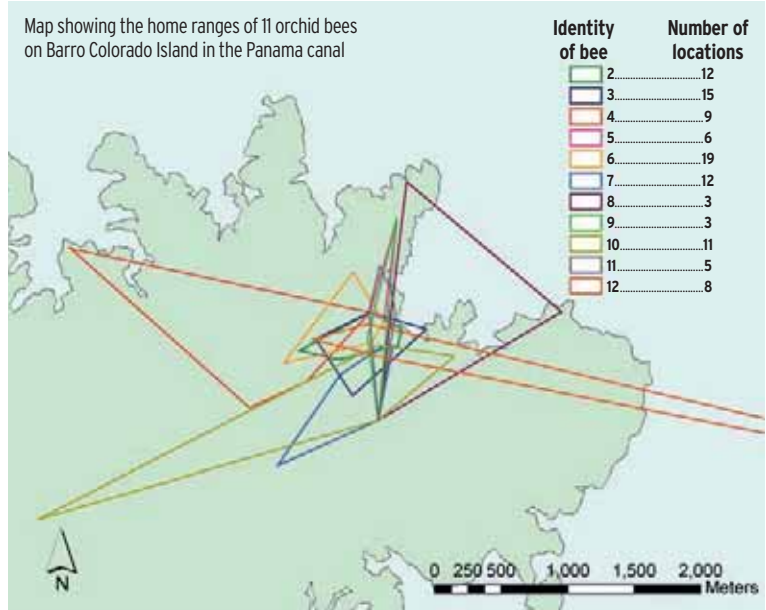 Map showing the home ranges of 11 orchid bees
on Barro Colorado Island in the Panama canal
Identity of bee Number of locations
2..............................12
3..............................15
4..............................9
5..............................6
6..............................19
7..............................12
8..............................3
9..............................3
10..............................11
11..............................5
12..............................8
N
0 250 500 1,000 1,500 2,000
Meters